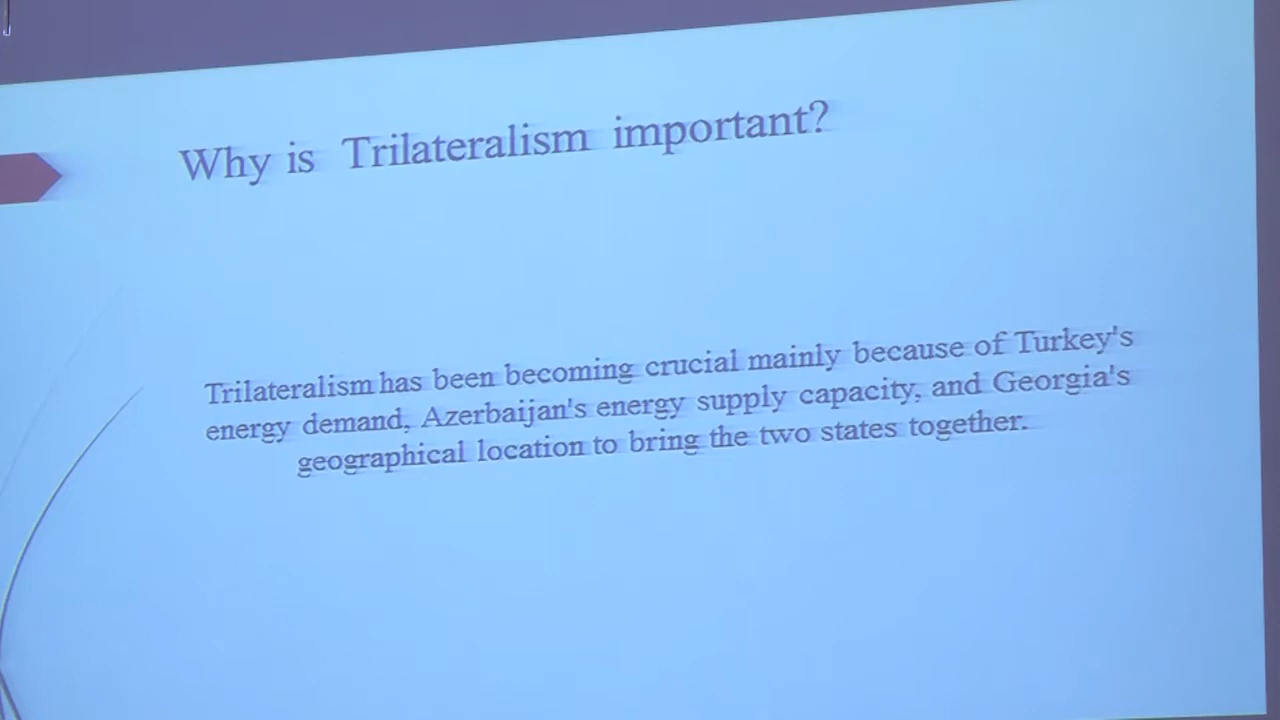 Why is Trilateralism important?
Trilateralism has been becoming crucial mainly because of Turkey's
energy demand, Azerbaijan's energy supply capacity, and Georgia's
geographical location to bring the two states together.